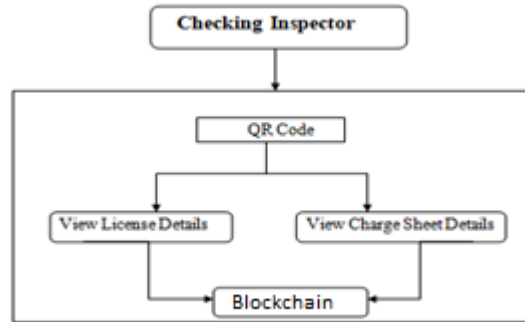 Checking Inspector
QR Code
View License Details
View Charge Sheet Details
Blockchain